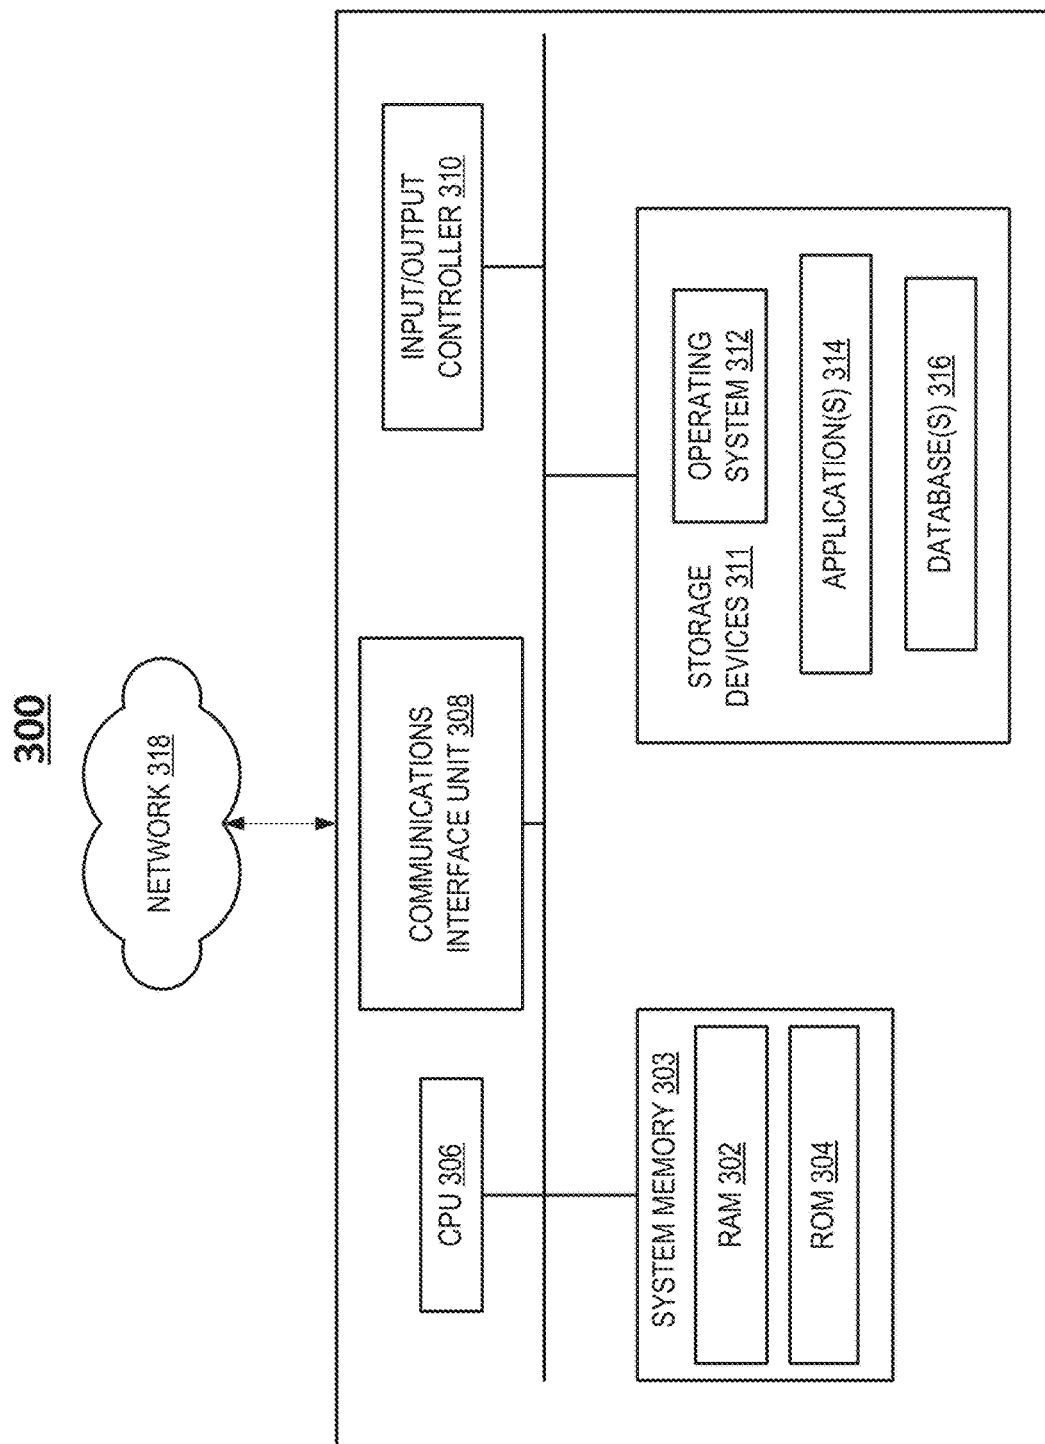 300
NETWORK 318
CPU 306
COMMUNICATIONS
INTERFACE UNIT 308
INPUT/OUTPUT
CONTROLLER 310
SYSTEM MEMORY 303
RAM 302
ROM 304
STORAGE
DEVICES 311
OPERATING
SYSTEM 312
APPLICATION(S) 314
DATABASE(S) 316